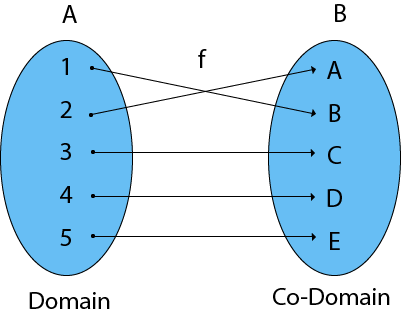 A B
f
1 A
2 B
3 C
4 D
5 E
Domain Co-Domain